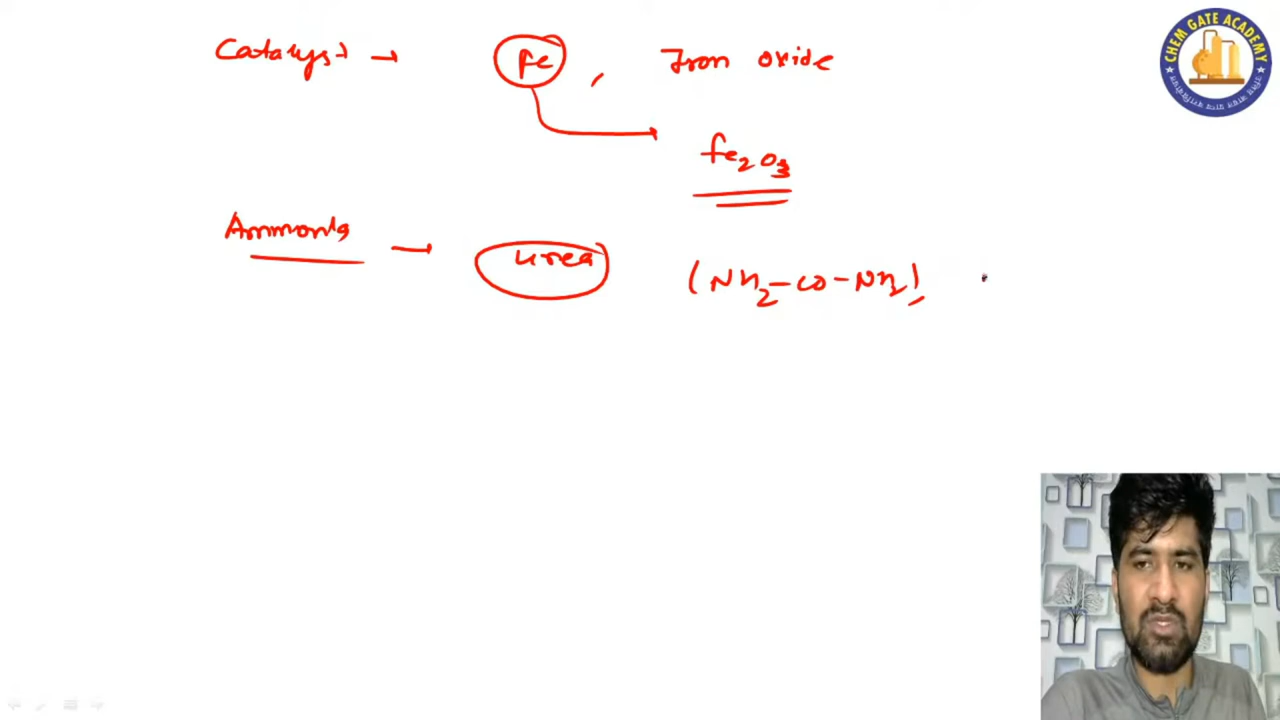 Catalyst → Fe, Iron oxide
Fe2O3
Ammonia → Urea (NH2-CO-NH2),
CHEM GATE ACADEMY